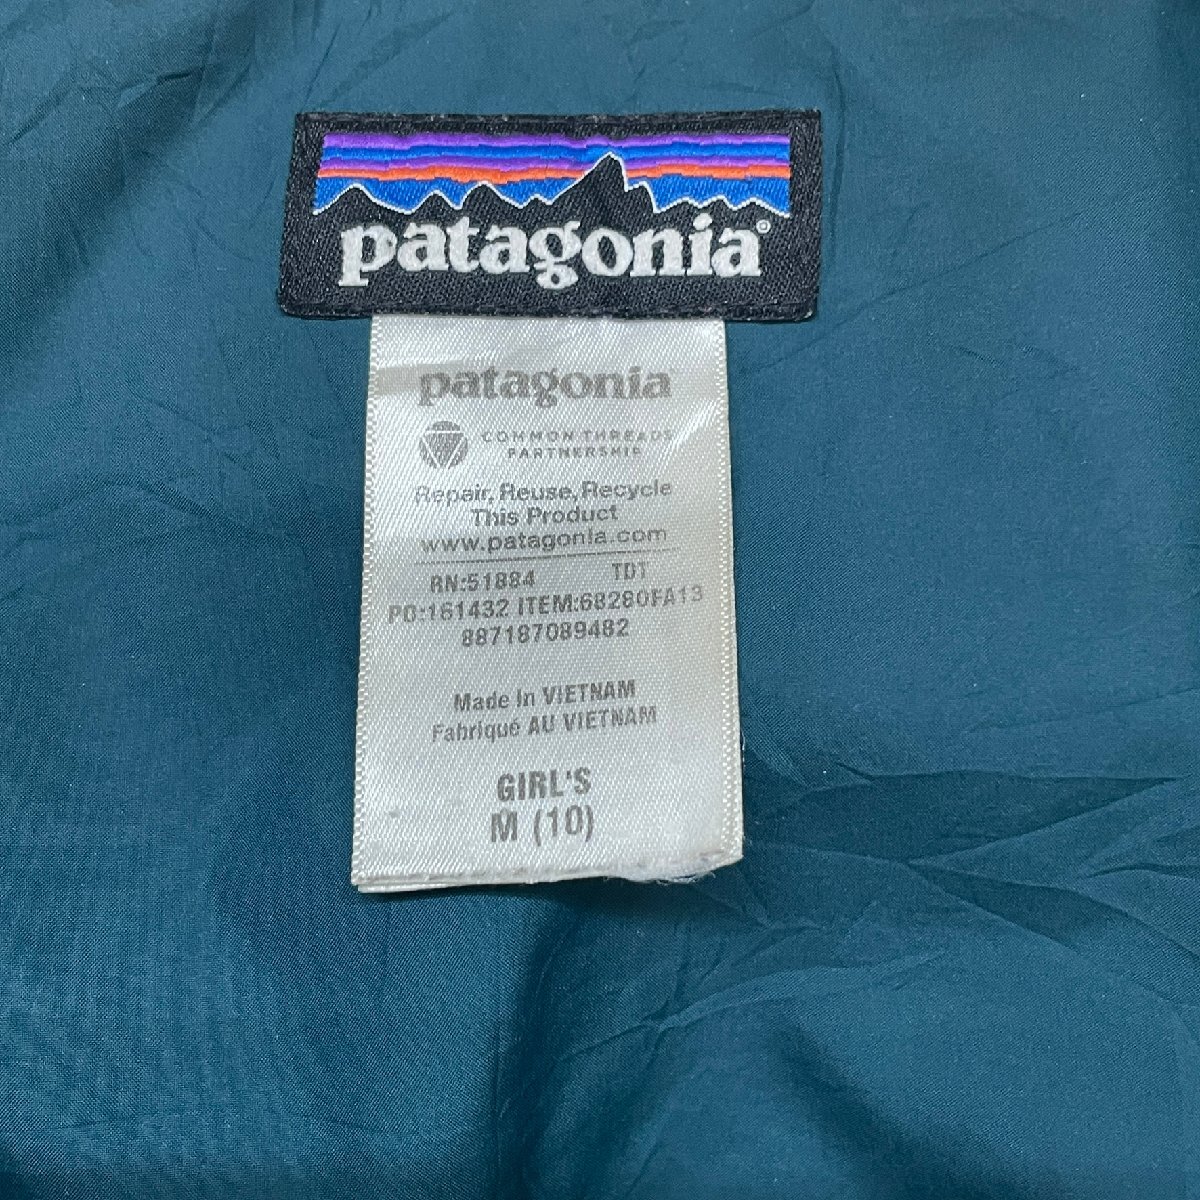 patagonia®
patagonia
COMMON THREADS
PARTNERSHIP
Repair, Reuse, Recycle
This Product
www.patagonia.com
RN:51884 TDT
PO:161432 ITEM:68280FA13
887187089482
Made In VIETNAM
Fabriqué AU VIETNAM
GIRL'S
M (10)